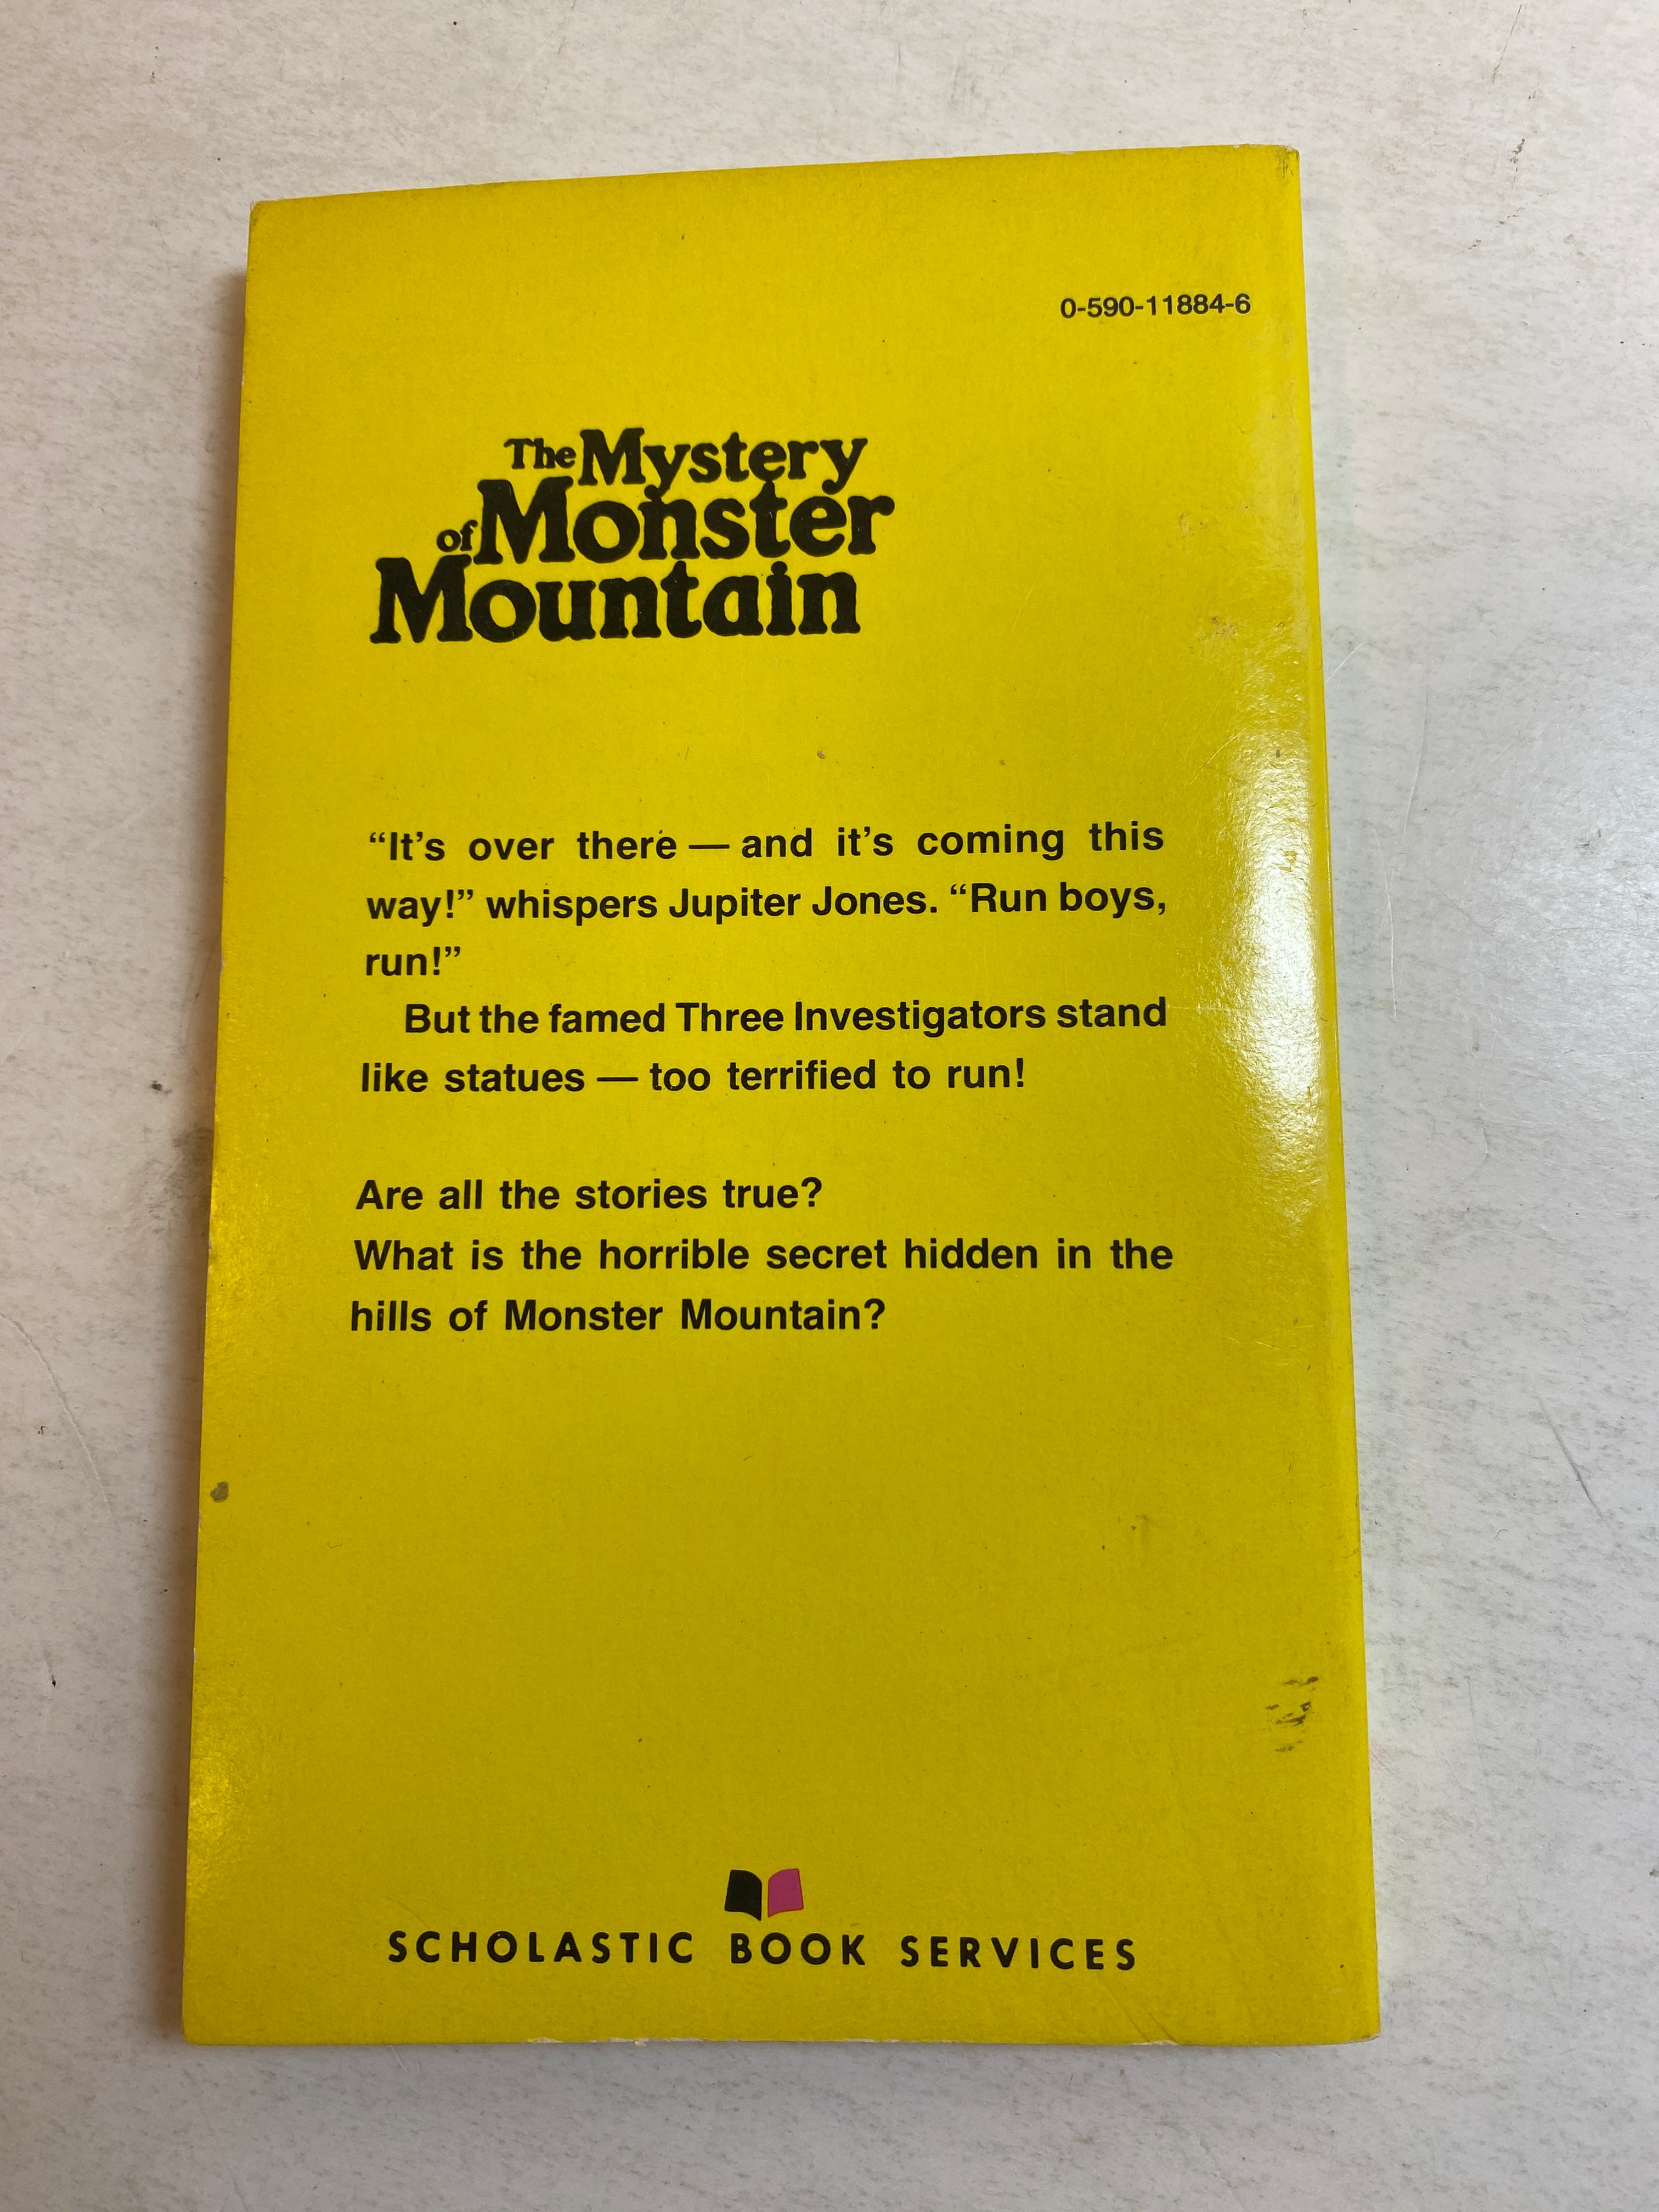 0-590-11884-6
The Mystery
of Monster
Mountain
“It’s over there — and it’s coming this
way!” whispers Jupiter Jones. “Run boys,
run!”
But the famed Three Investigators stand
like statues — too terrified to run!
Are all the stories true?
What is the horrible secret hidden in the
hills of Monster Mountain?
SCHOLASTIC BOOK SERVICES